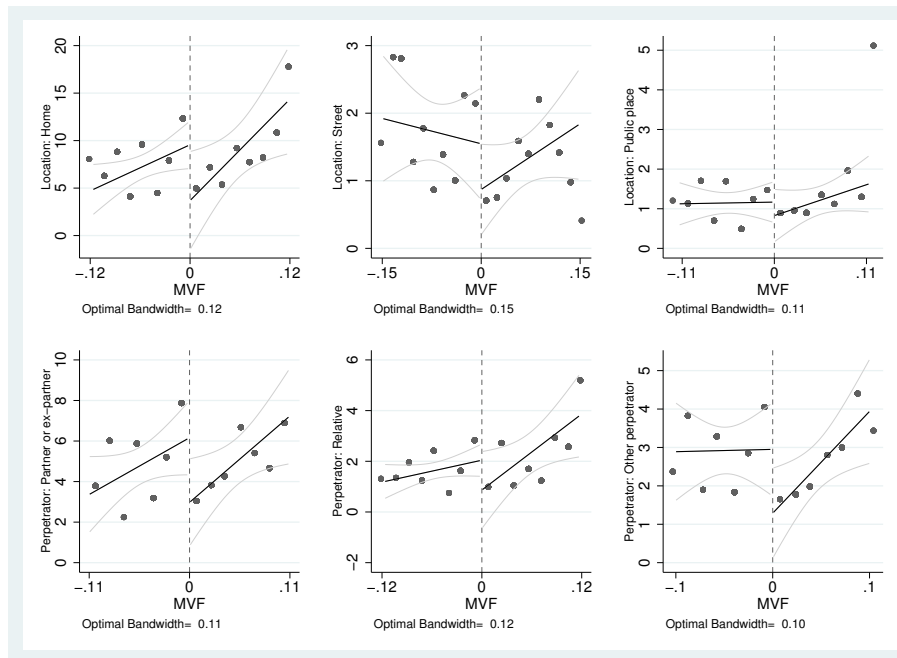 Location: Home
20
15
10
5
0
−.12
0
.12
MVF
Optimal Bandwidth= 0.12
Location: Street
3
2
1
0
−.15
0
.15
MVF
Optimal Bandwidth= 0.15
Location: Public place
5
4
3
2
1
0
−.11
0
.11
MVF
Optimal Bandwidth= 0.11
Perpetrator: Partner or ex−partner
10
8
6
4
2
0
−.11
0
.11
MVF
Optimal Bandwidth= 0.11
Perpetrator: Relative
6
4
2
0
−2
−.12
0
.12
MVF
Optimal Bandwidth= 0.12
Perpetrator: Other perpetrator
5
4
3
2
1
0
−.1
0
.1
MVF
Optimal Bandwidth= 0.10